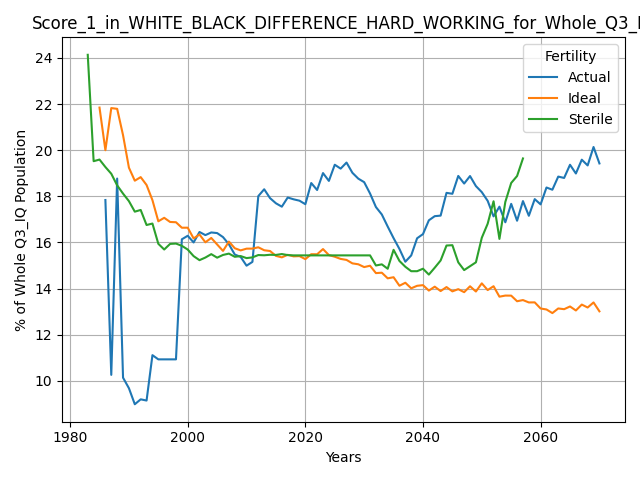 Score_1_in_WHITE_BLACK_DIFFERENCE_HARD_WORKING_for_Whole_Q3_I
24
22
20
18
16
14
12
10
% of Whole Q3_IQ Population
1980
2000
2020
2040
2060
Years
Fertility
Actual
Ideal
Sterile